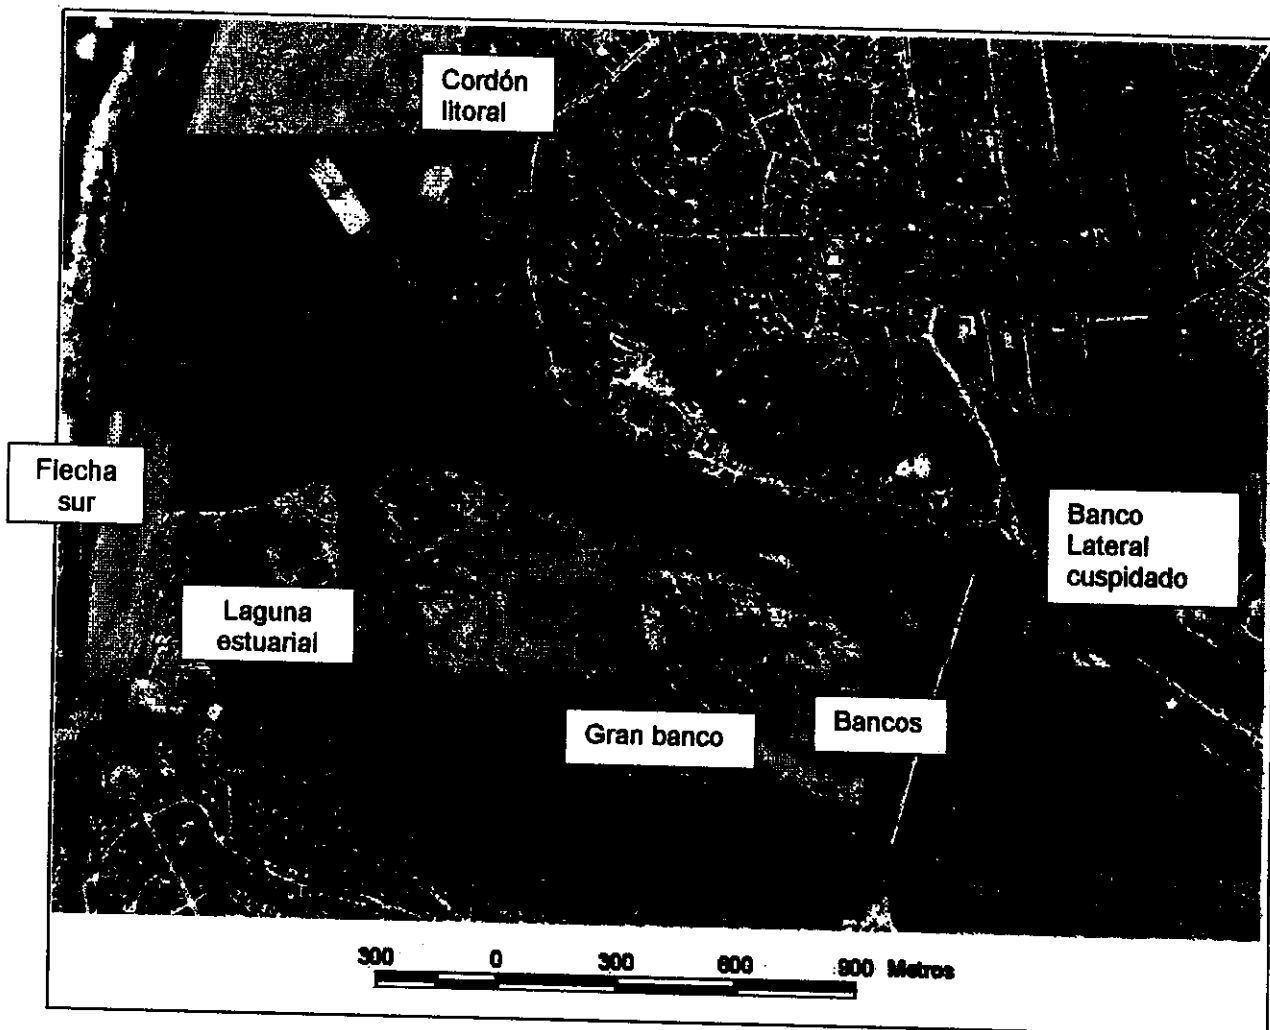 Cordón
litoral
Flecha
sur
Banco
Lateral
cuspidado
Laguna
estuarial
Gran banco
Bancos
300 0 300 600 900 Metros